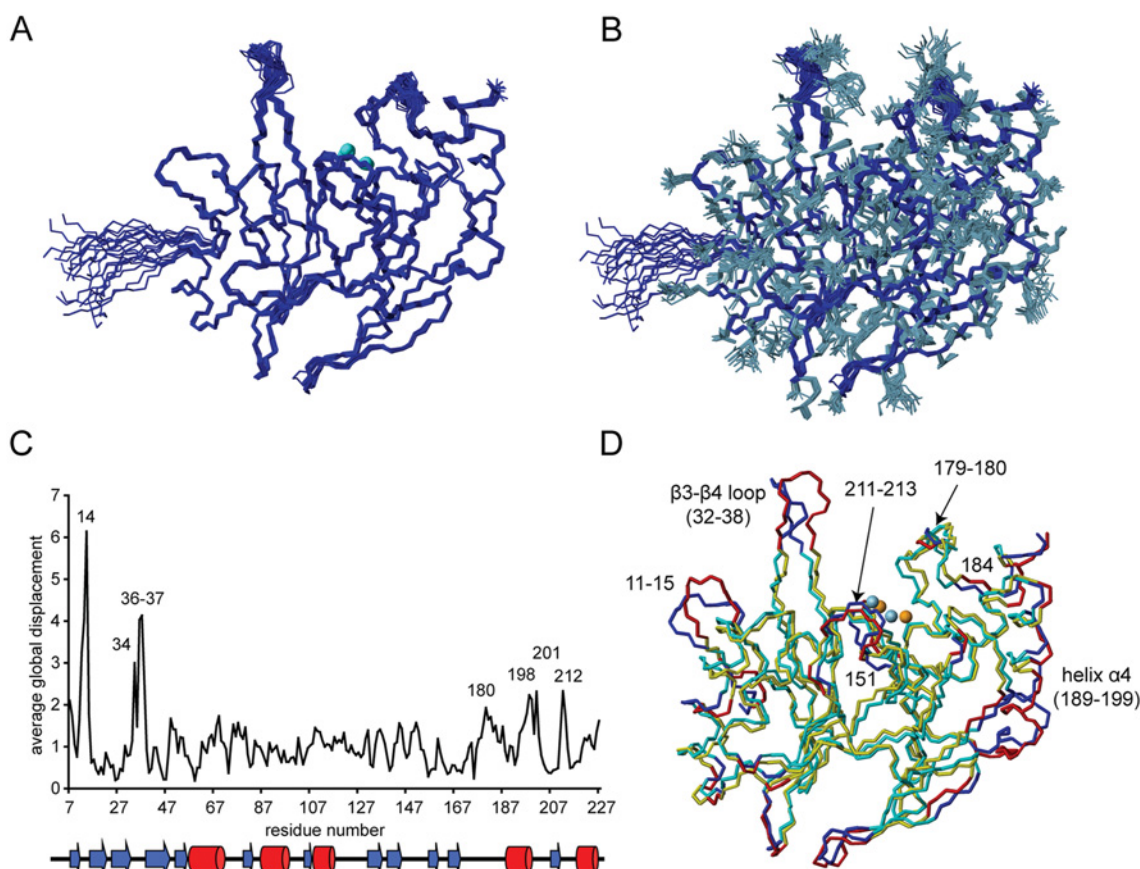 A
B
C
average global displacement
7
6
5
4
3
2
1
0
14
36-37
34
180
198
201
212
7 27 47 67 87 107 127 147 167 187 207 227
residue number
D
β3-β4 loop
(32-38)
211-213
179-180
11-15
184
151
helix α4
(189-199)